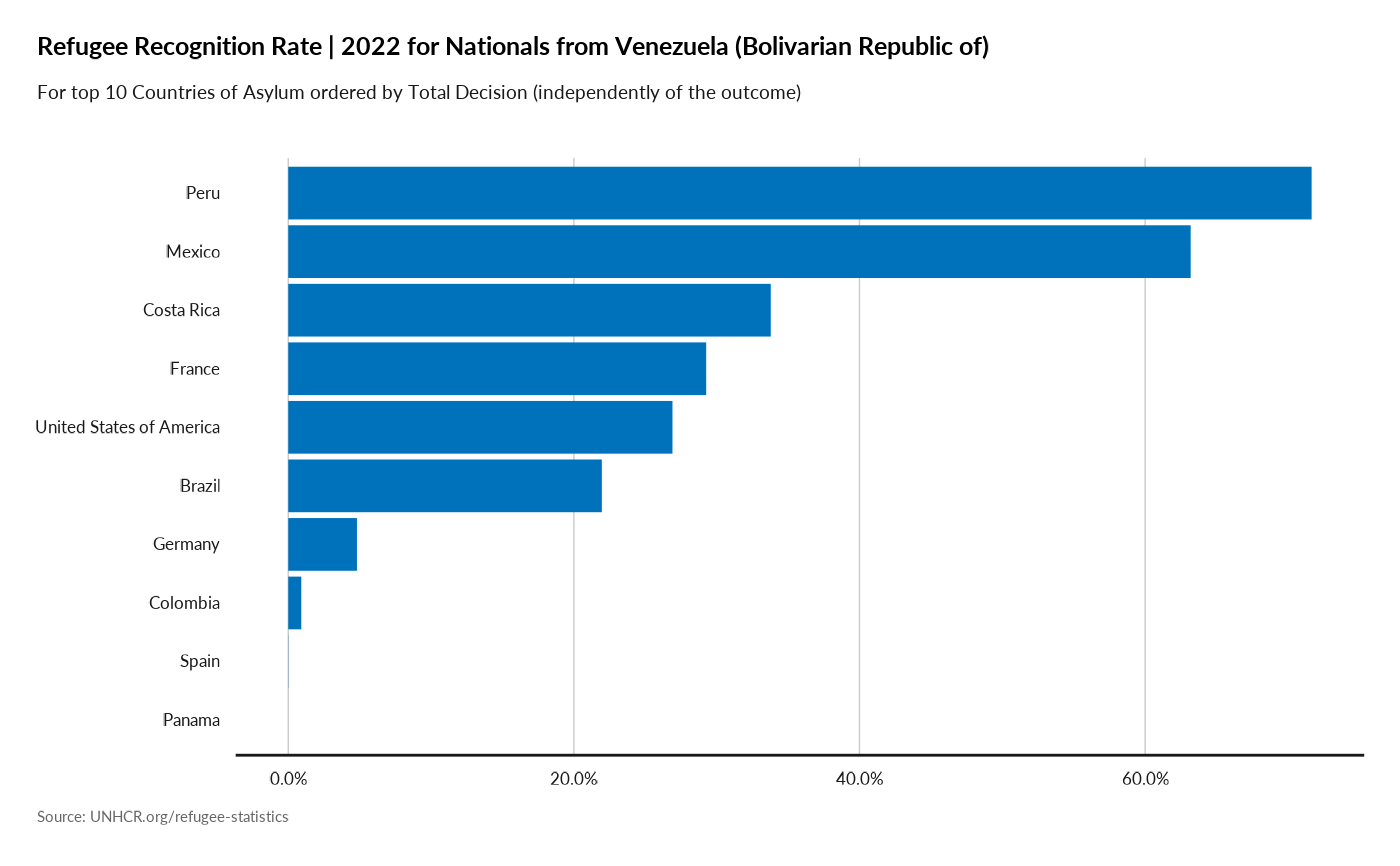 Refugee Recognition Rate | 2022 for Nationals from Venezuela (Bolivarian Republic of)
For top 10 Countries of Asylum ordered by Total Decision (independently of the outcome)
Peru
Mexico
Costa Rica
France
United States of America
Brazil
Germany
Colombia
Spain
Panama
0.0% 20.0% 40.0% 60.0%
Source: UNHCR.org/refugee-statistics